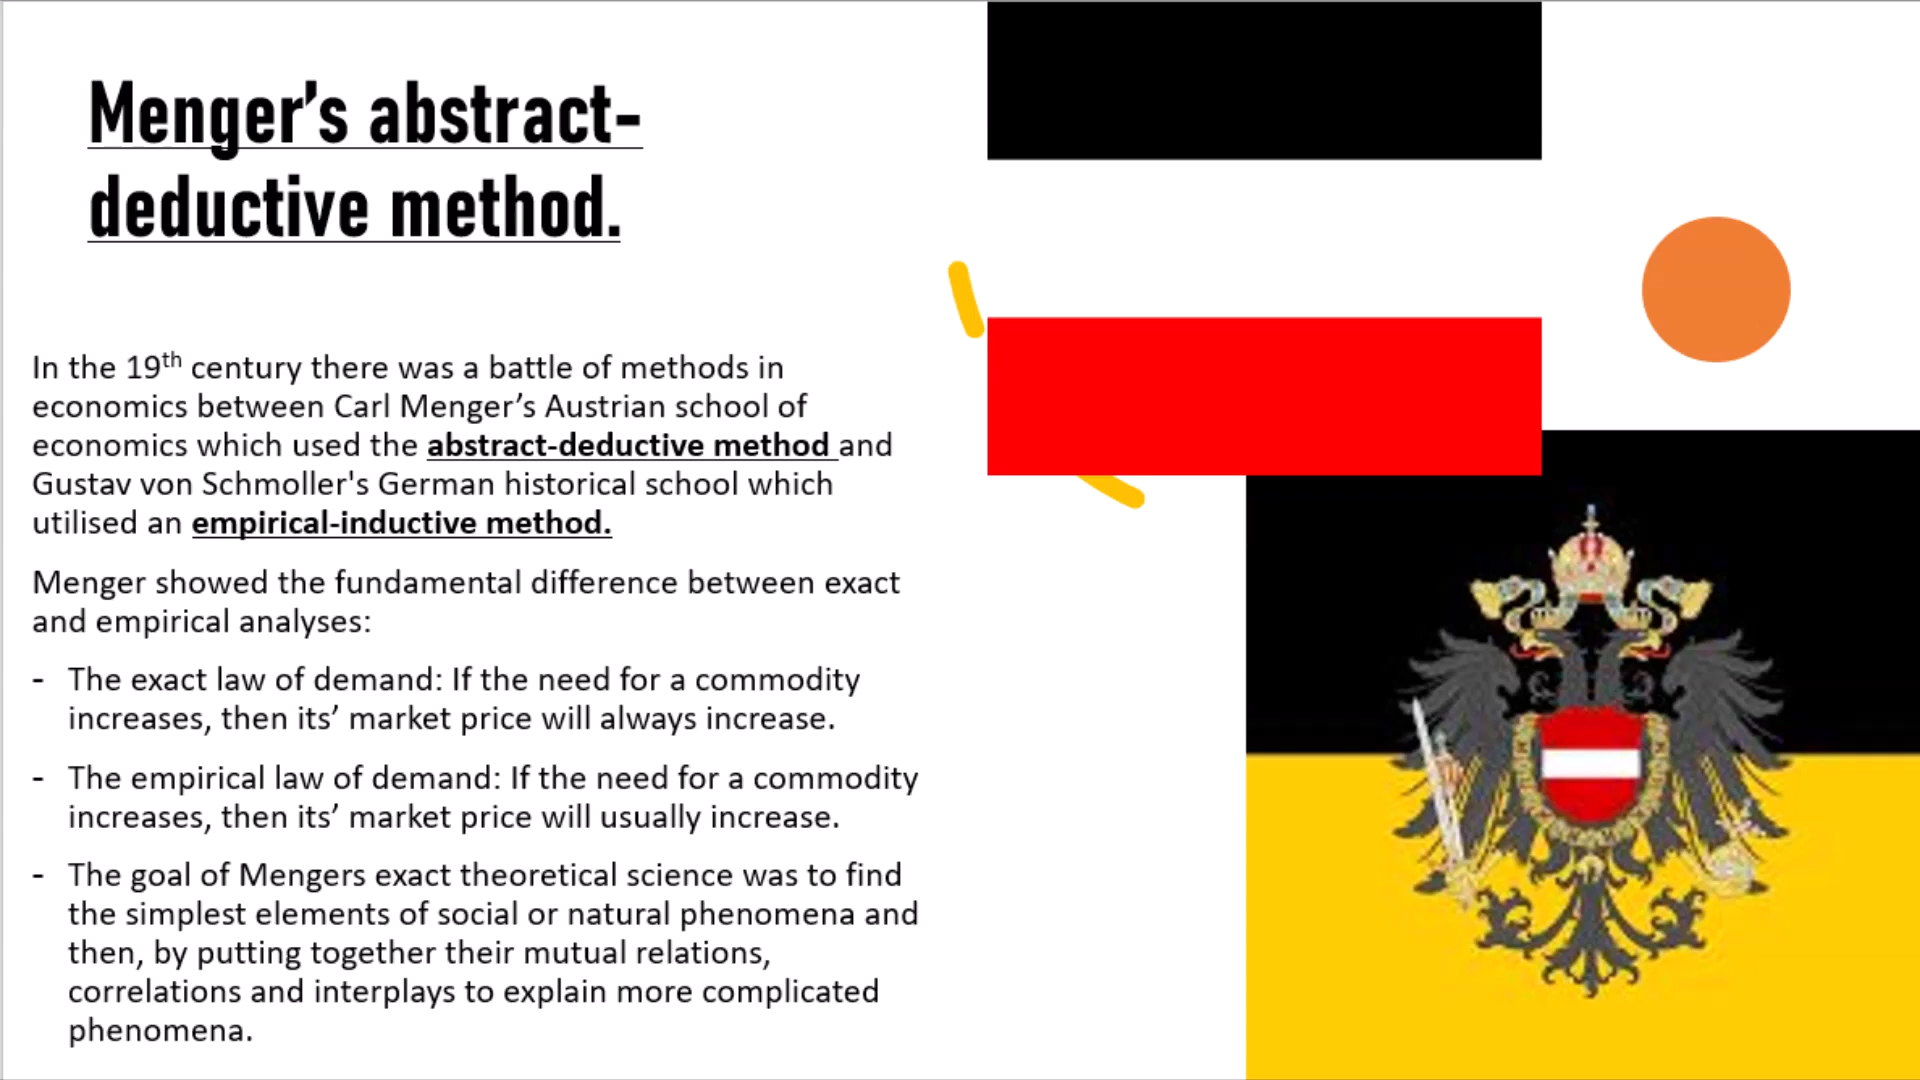 Menger’s abstract-
deductive method.
In the 19th century there was a battle of methods in
economics between Carl Menger’s Austrian school of
economics which used the abstract-deductive method and
Gustav von Schmoller's German historical school which
utilised an empirical-inductive method.
Menger showed the fundamental difference between exact
and empirical analyses:
- The exact law of demand: If the need for a commodity
increases, then its’ market price will always increase.
- The empirical law of demand: If the need for a commodity
increases, then its’ market price will usually increase.
- The goal of Mengers exact theoretical science was to find
the simplest elements of social or natural phenomena and
then, by putting together their mutual relations,
correlations and interplays to explain more complicated
phenomena.